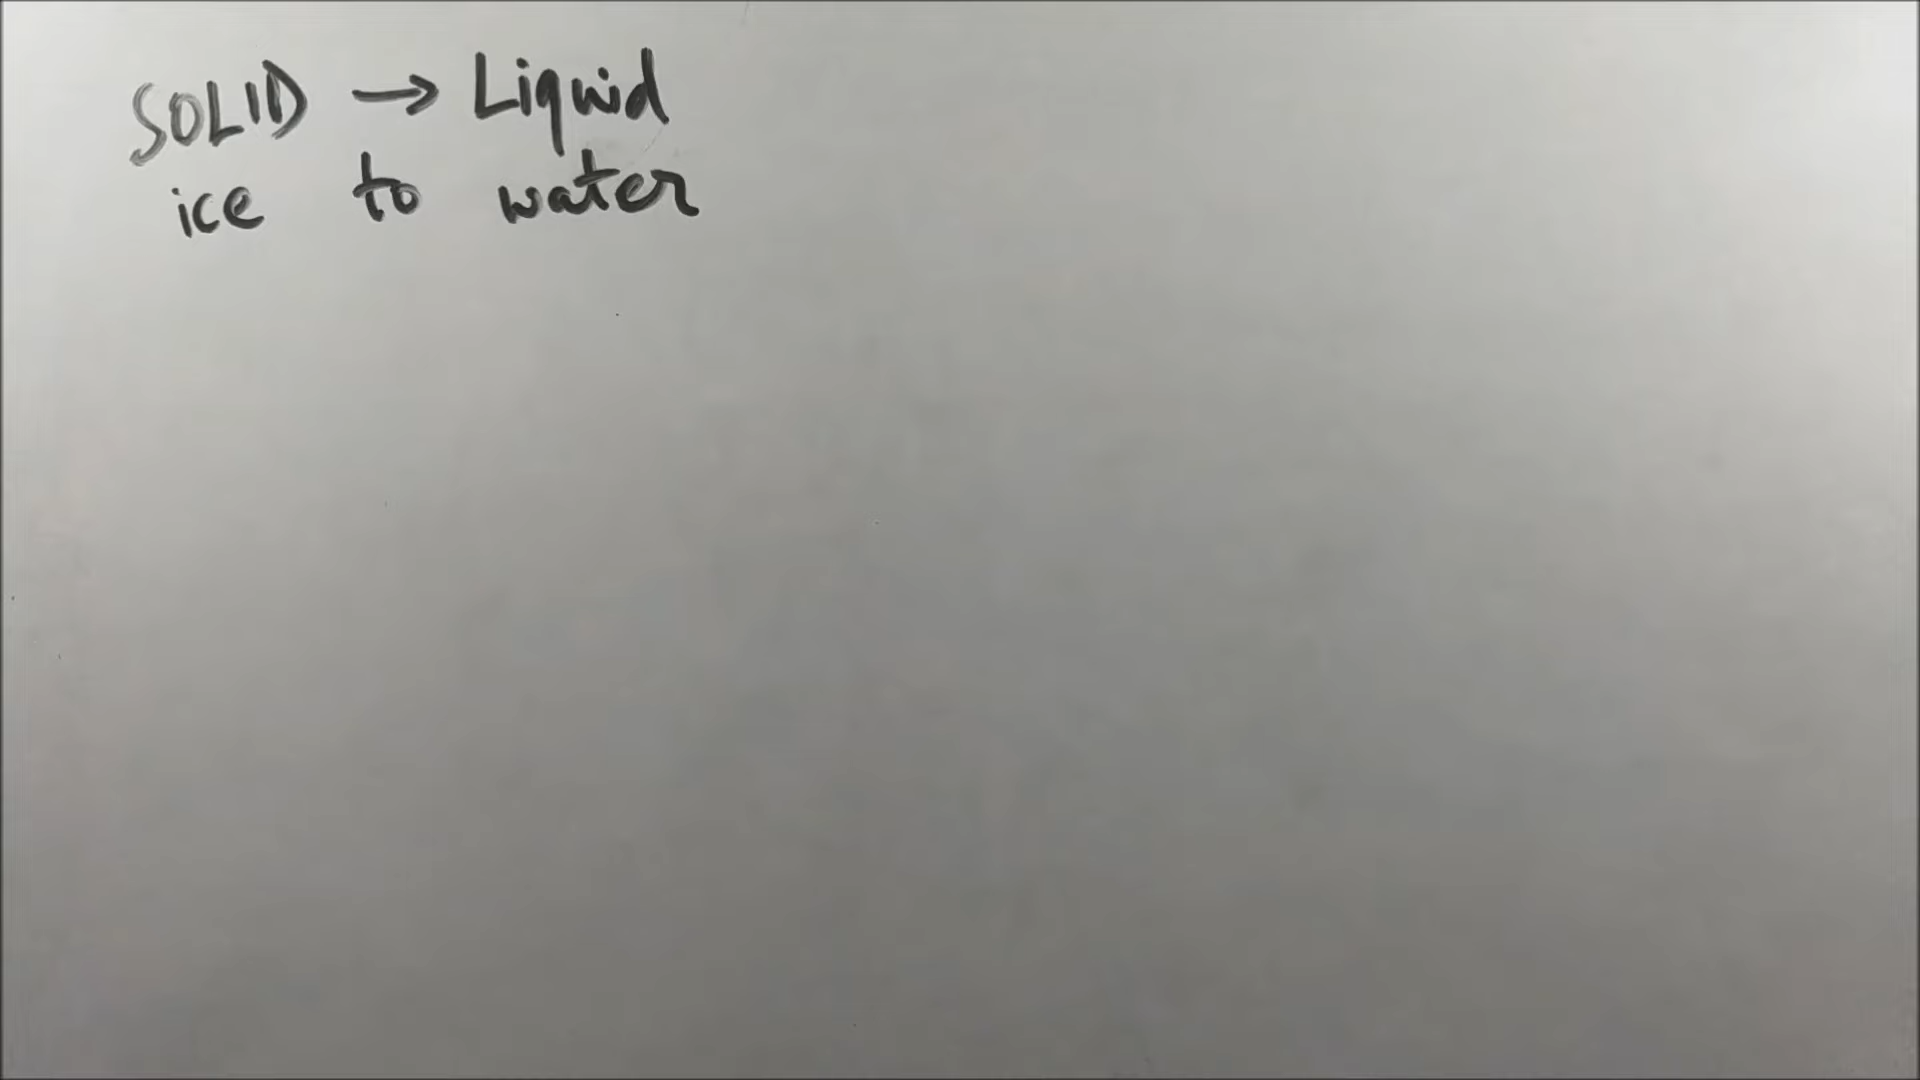 SOLID → Liquid
ice to water